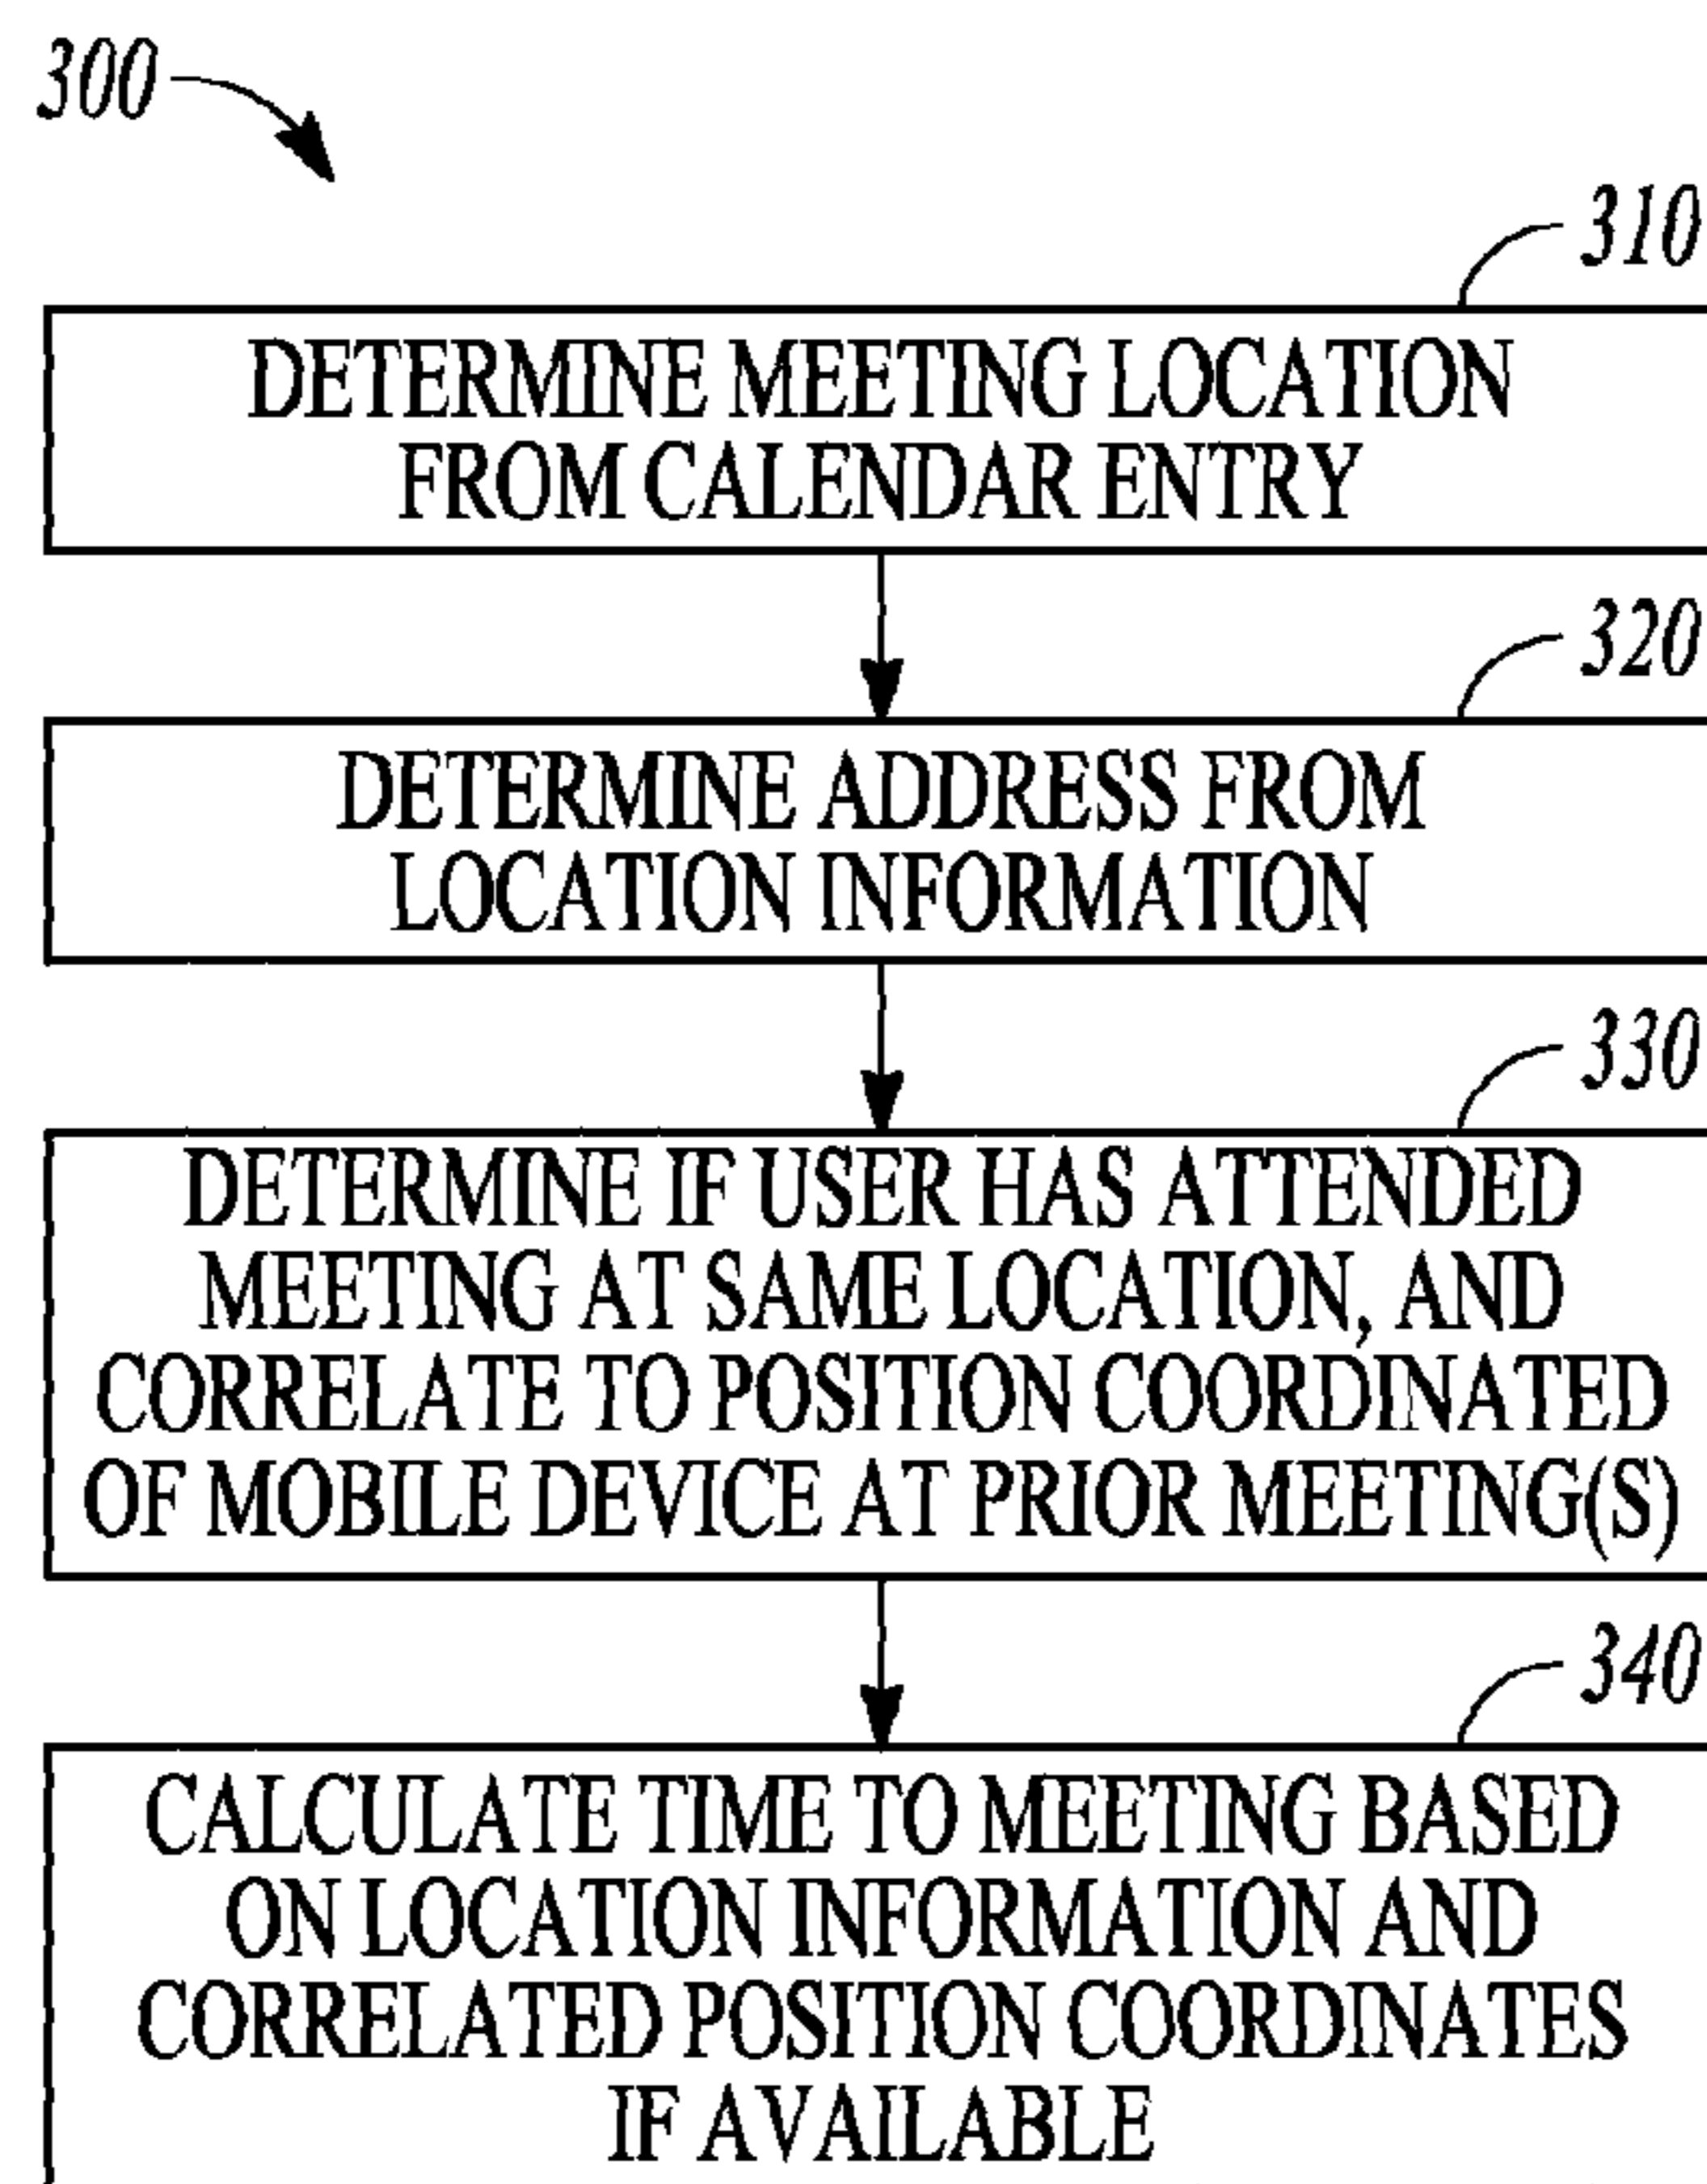 300
310
DETERMINE MEETING LOCATION
FROM CALENDAR ENTRY
320
DETERMINE ADDRESS FROM
LOCATION INFORMATION
330
DETERMINE IF USER HAS ATTENDED
MEETING AT SAME LOCATION, AND
CORRELATE TO POSITION COORDINATED
OF MOBILE DEVICE AT PRIOR MEETING(S)
340
CALCULATE TIME TO MEETING BASED
ON LOCATION INFORMATION AND
CORRELATED POSITION COORDINATES
IF AVAILABLE